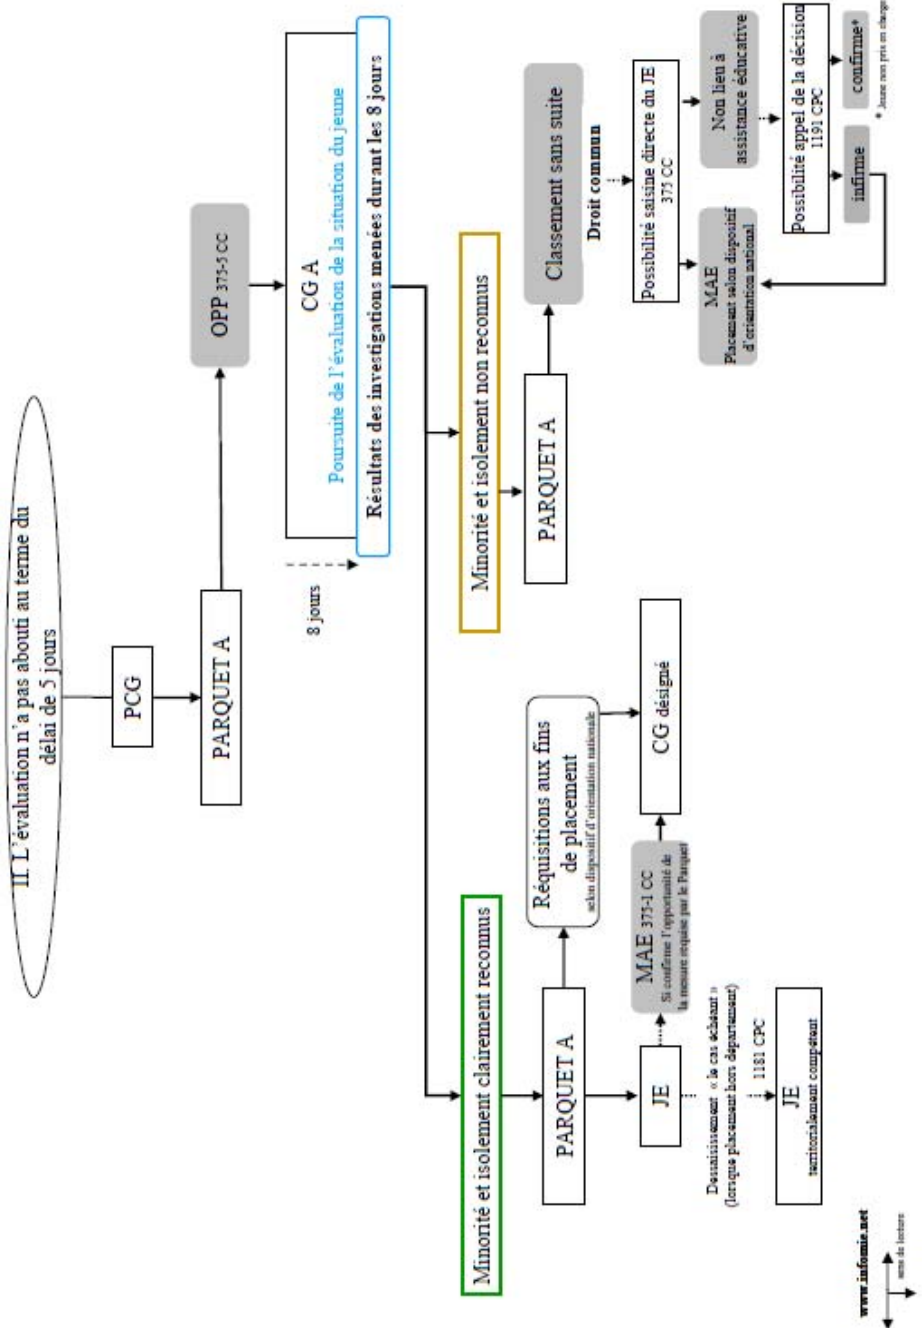 II. L'évaluation n'a pas abouti au terme du
délai de 5 jours
PCG
PARQUET A
OPP 375-5 CC
CG A
Poursuite de l'évaluation de la situation du jeune
Résultats des investigations menées durant les 8 jours
8 jours
Minorité et isolement clairement reconnus
PARQUET A
Réquisitions aux fins
de placement
selon dispositif d'orientation nationale
JE
MAE 375-1 CC
Si confirme l'opportunité de
la mesure requise par le Parquet
CG désigné
Dessaisissement « le cas échéant »
(lorsque placement hors département)
1181 CPC
JE
territorialement compétent
Minorité et isolement non reconnus
PARQUET A
Classement sans suite
Droit commun
Possibilité saisine directe du JE
375 CC
MAE
Placement selon dispositif
d'orientation national
Non lieu à
assistance éducative
Possibilité appel de la décision
1191 CPC
infirme
confirme*
* Jeune non pris en charge
www.infomie.net
sens de lecture